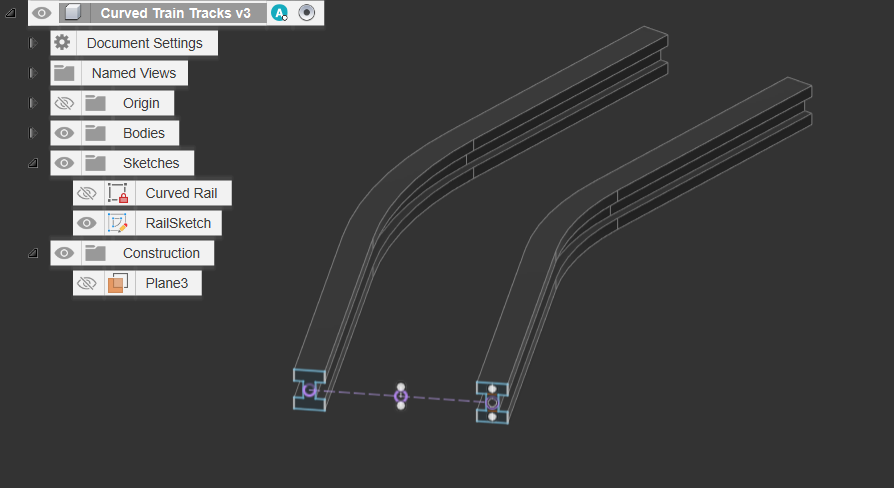 Curved Train Tracks v3
A
Document Settings
Named Views
Origin
Bodies
Sketches
Curved Rail
RailSketch
Construction
Plane3